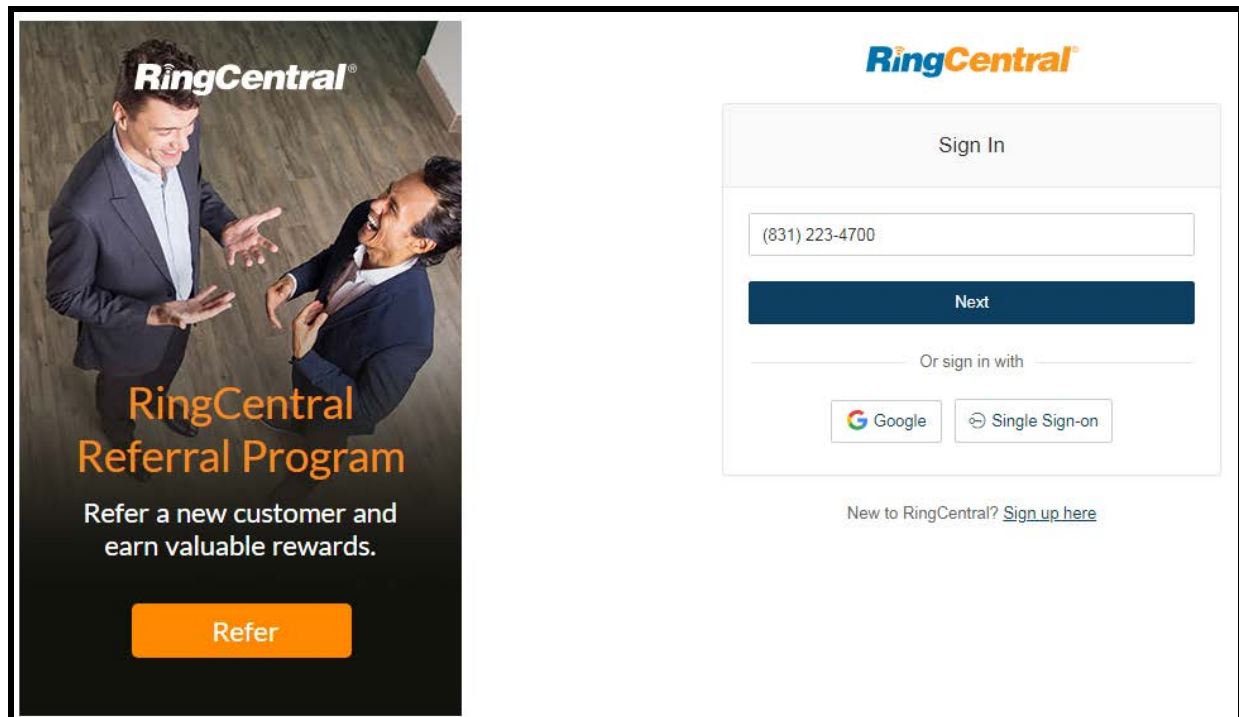 RingCentral®
RingCentral
Referral Program
Refer a new customer and
earn valuable rewards.
Refer
RingCentral®
Sign In
(831) 223-4700
Next
Or sign in with
Google
Single Sign-on
New to RingCentral? Sign up here